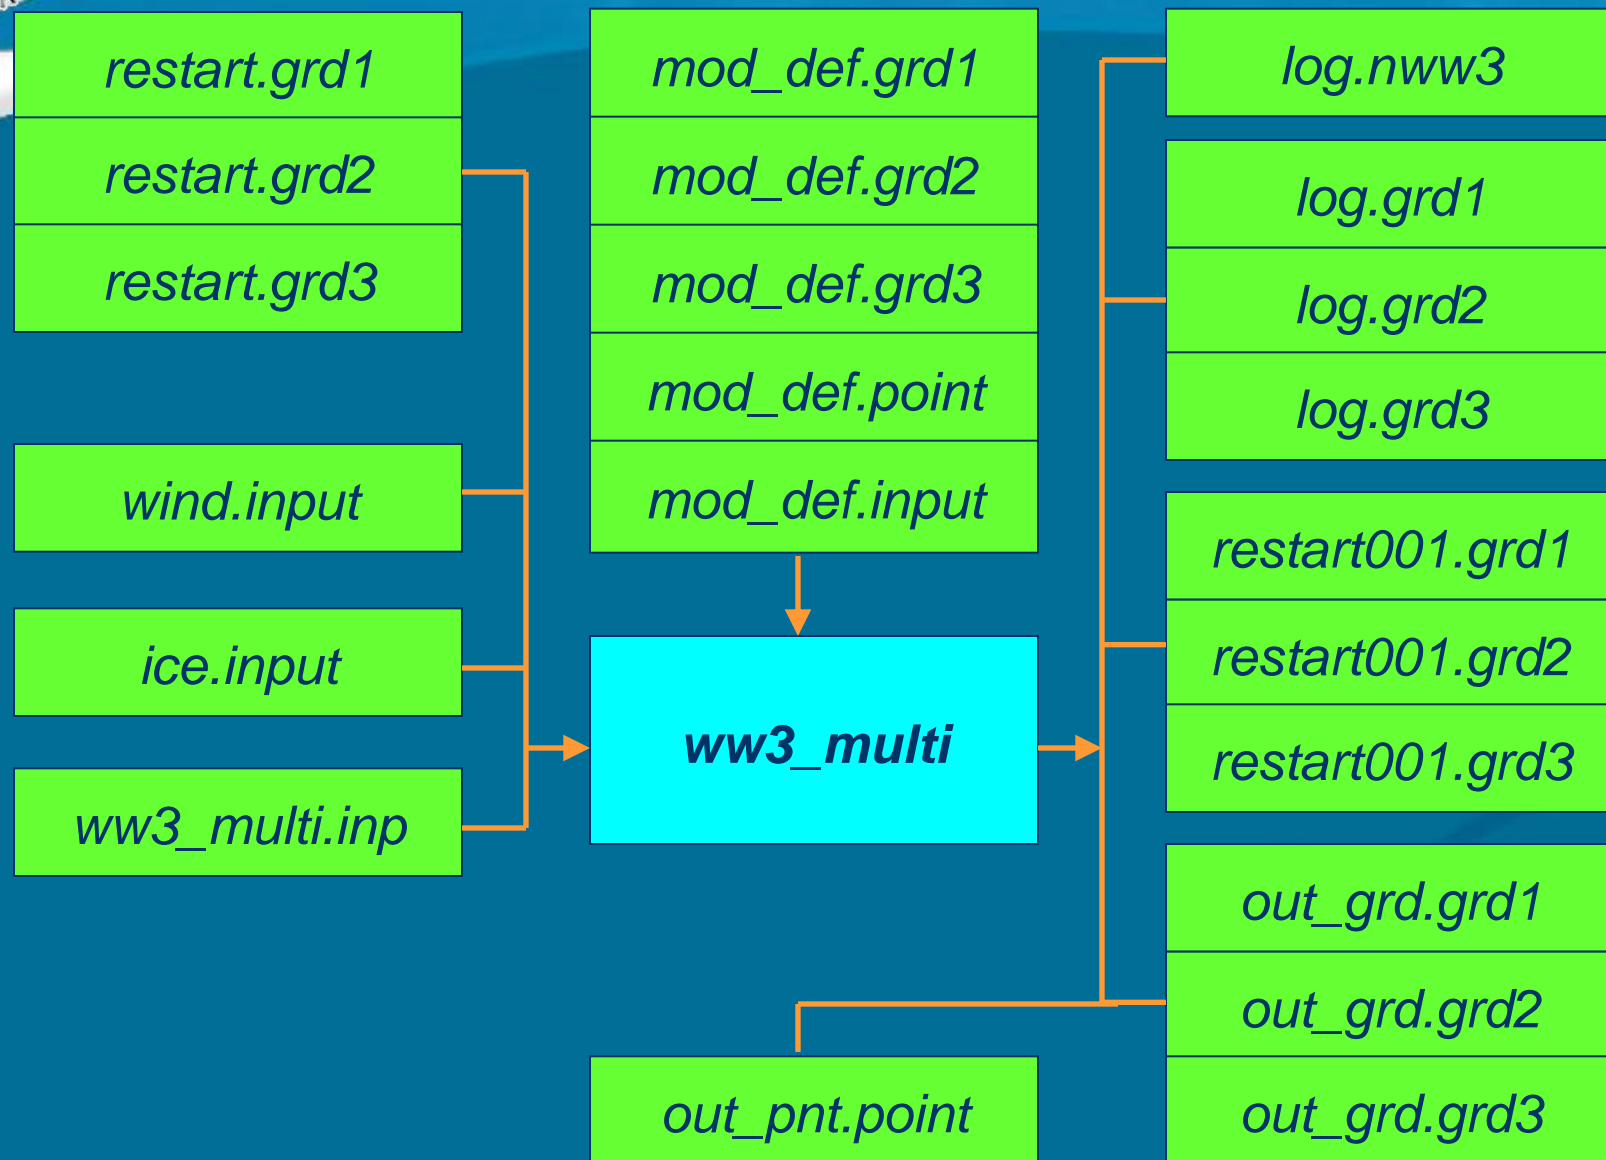 restart.grd1
restart.grd2
restart.grd3
wind.input
ice.input
ww3_multi.inp
mod_def.grd1
mod_def.grd2
mod_def.grd3
mod_def.point
mod_def.input
ww3_multi
out_pnt.point
log.nww3
log.grd1
log.grd2
log.grd3
restart001.grd1
restart001.grd2
restart001.grd3
out_grd.grd1
out_grd.grd2
out_grd.grd3